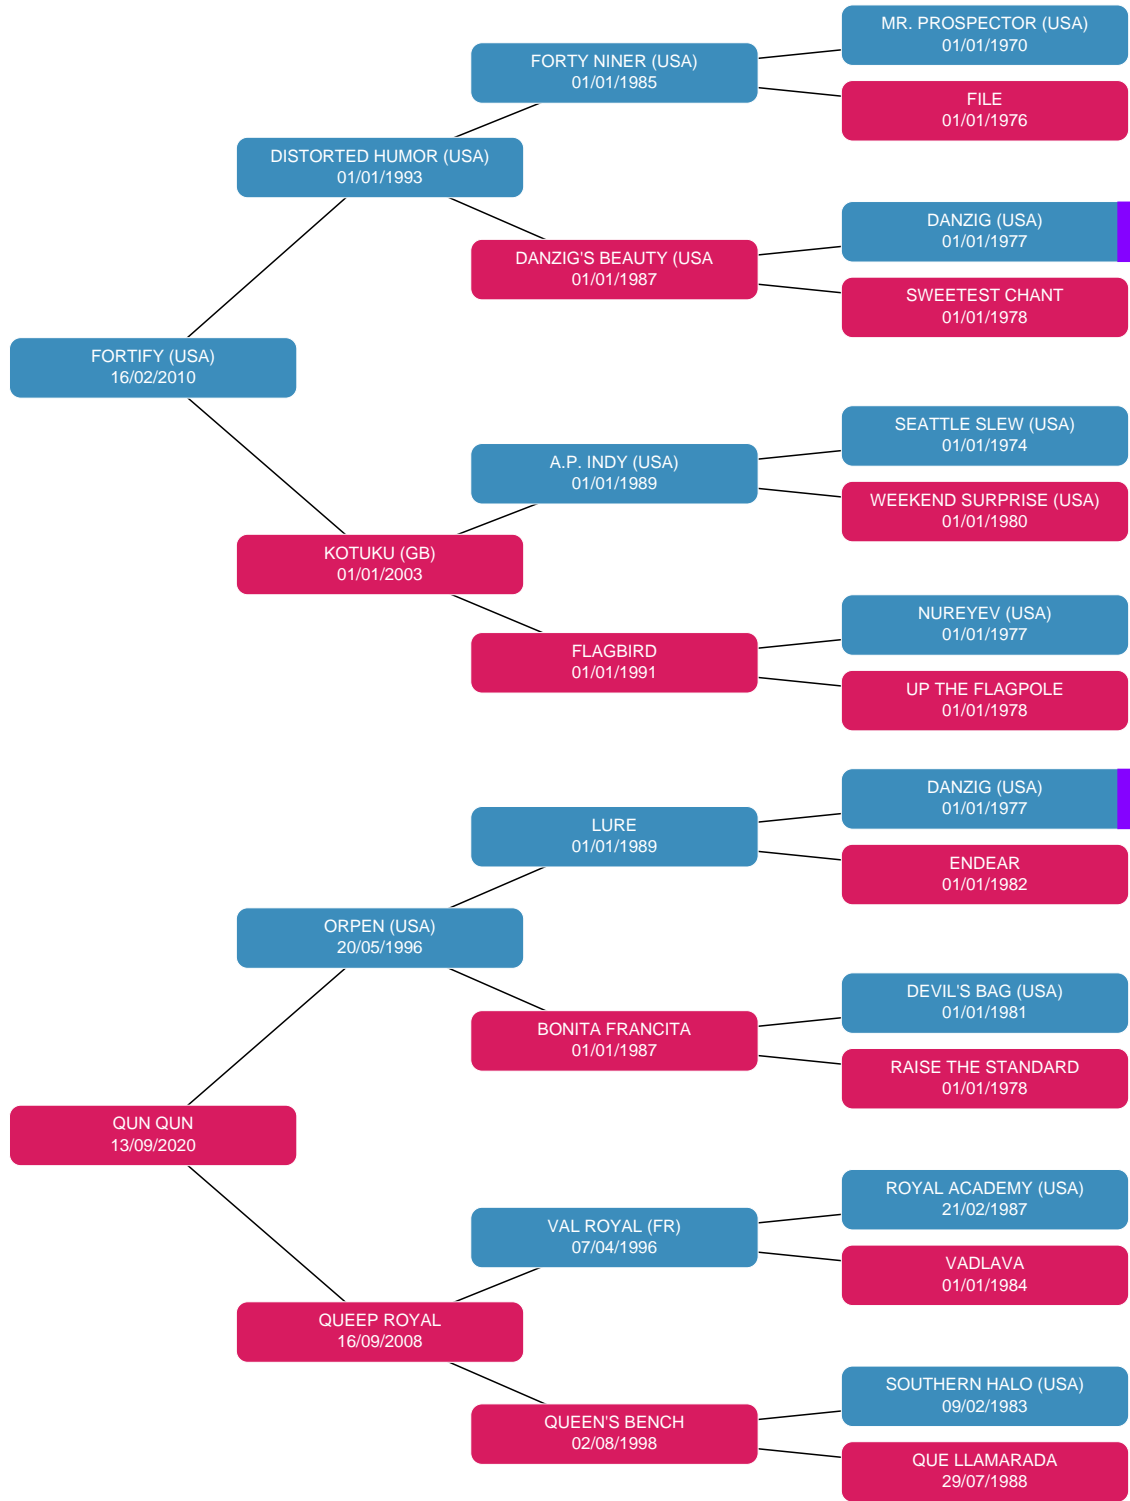 MR. PROSPECTOR (USA)
01/01/1970
FORTY NINER (USA)
01/01/1985
FILE
01/01/1976
DISTORTED HUMOR (USA)
01/01/1993
DANZIG (USA)
01/01/1977
DANZIG'S BEAUTY (USA
01/01/1987
SWEETEST CHANT
01/01/1978
FORTIFY (USA)
16/02/2010
SEATTLE SLEW (USA)
01/01/1974
A.P. INDY (USA)
01/01/1989
WEEKEND SURPRISE (USA)
01/01/1980
KOTUKU (GB)
01/01/2003
NUREYEV (USA)
01/01/1977
FLAGBIRD
01/01/1991
UP THE FLAGPOLE
01/01/1978
DANZIG (USA)
01/01/1977
LURE
01/01/1989
ENDEAR
01/01/1982
ORPEN (USA)
20/05/1996
DEVIL'S BAG (USA)
01/01/1981
BONITA FRANCITA
01/01/1987
RAISE THE STANDARD
01/01/1978
QUN QUN
13/09/2020
ROYAL ACADEMY (USA)
21/02/1987
VAL ROYAL (FR)
07/04/1996
VADLAVA
01/01/1984
QUEEP ROYAL
16/09/2008
SOUTHERN HALO (USA)
09/02/1983
QUEEN'S BENCH
02/08/1998
QUE LLAMARADA
29/07/1988